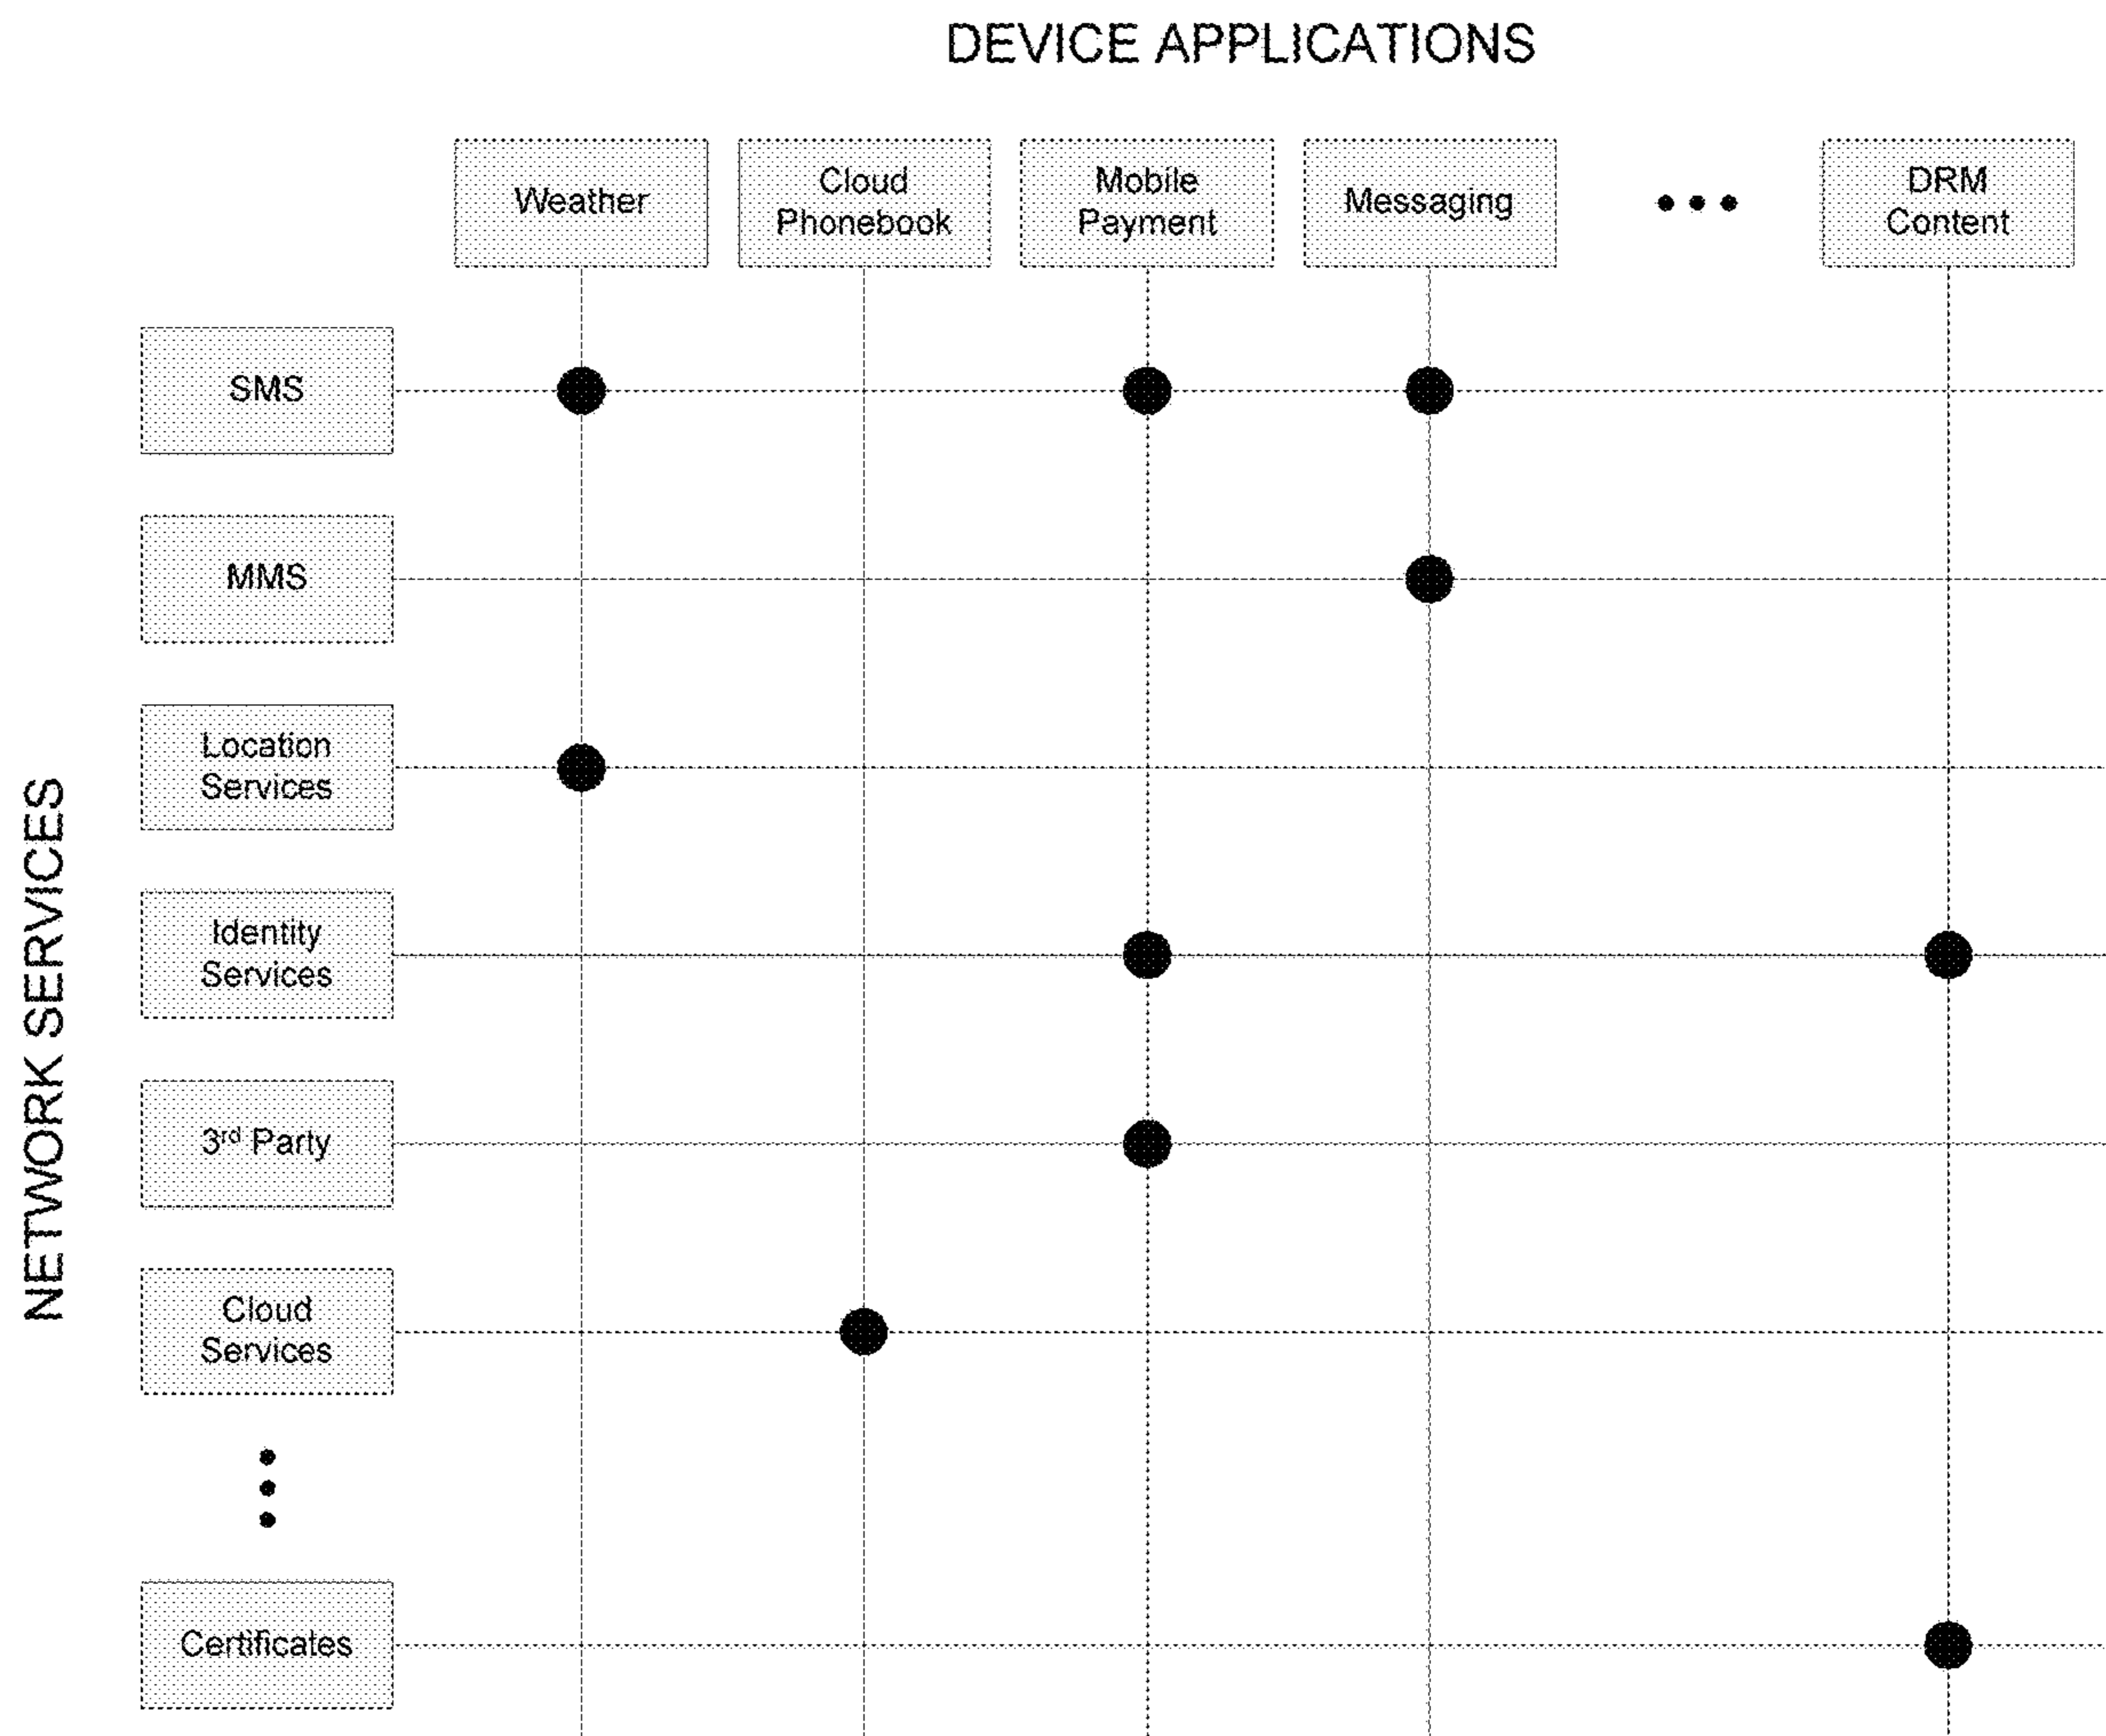 DEVICE APPLICATIONS
Weather
Cloud
Phonebook
Mobile
Payment
Messaging
DRM
Content
NETWORK SERVICES
SMS
MMS
Location
Services
Identity
Services
3rd Party
Cloud
Services
Certificates